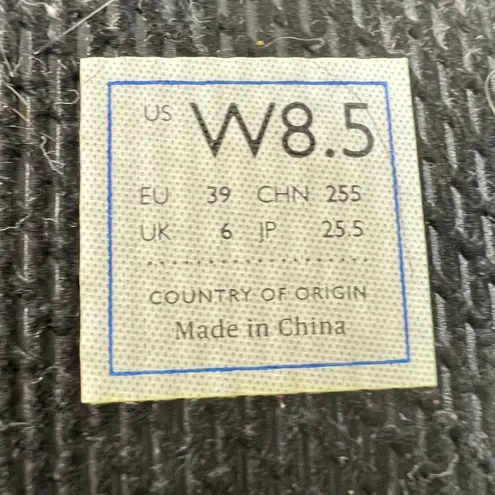 US W8.5
EU 39 CHN 255
UK 6 JP 25.5
COUNTRY OF ORIGIN
Made in China